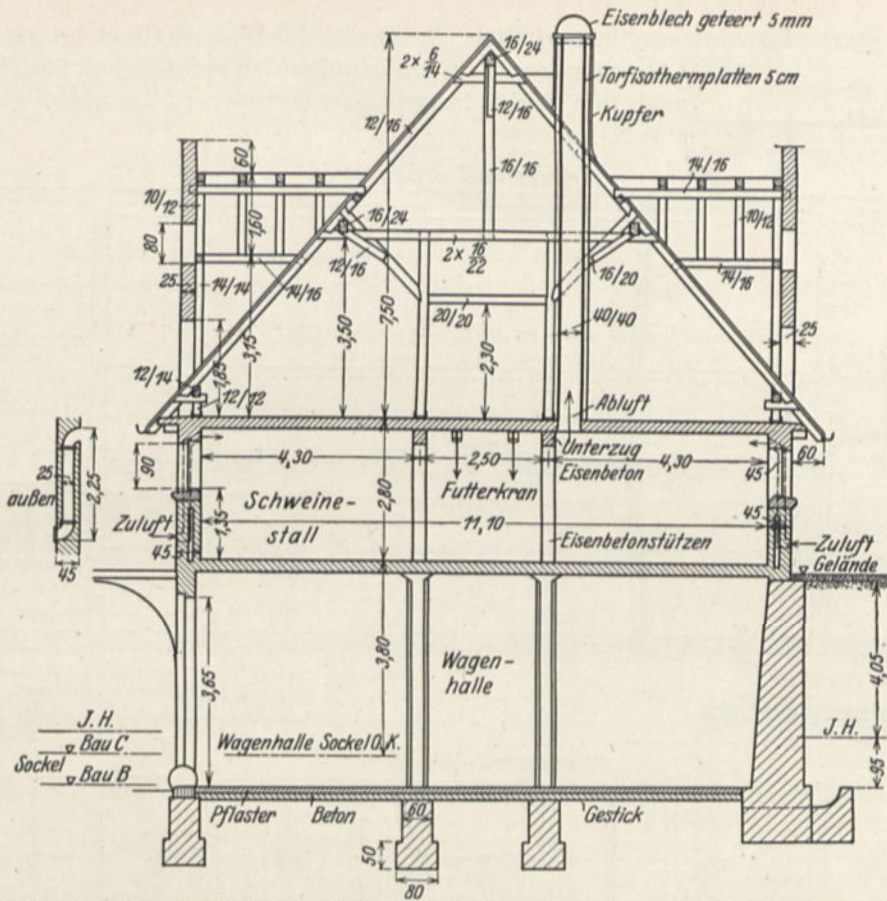 Eisenblech geteert 5mm
16/24
2 × 6/14
Torfisothermplatten 5cm
12/16
12/16
Kupfer
60
16/16
14/16
10/12
1,60
10/12
80
16/24
2 × 16/22
12/16
16/20
14/16
14/16
25
14/14
7,50
20/20
40/40
25
3,50
3,15
2,30
12/14
1,85
12/12
Abluft
4,30
2,50
4,30
Unterzug
Eisenbeton
60
90
45
25
außen
2,25
Schweine-
stall
2,80
Futterkran
1,35
11,10
45
Zuluft
45
Eisenbetonstützen
Zuluft
Gelände
45
Wagen-
halle
3,80
3,65
4,05
J. H.
J. H.
Bau C
Wagenhalle Sockel O.K.
Sockel
Bau B
95
Pflaster
Beton
60
Gestick
50
80